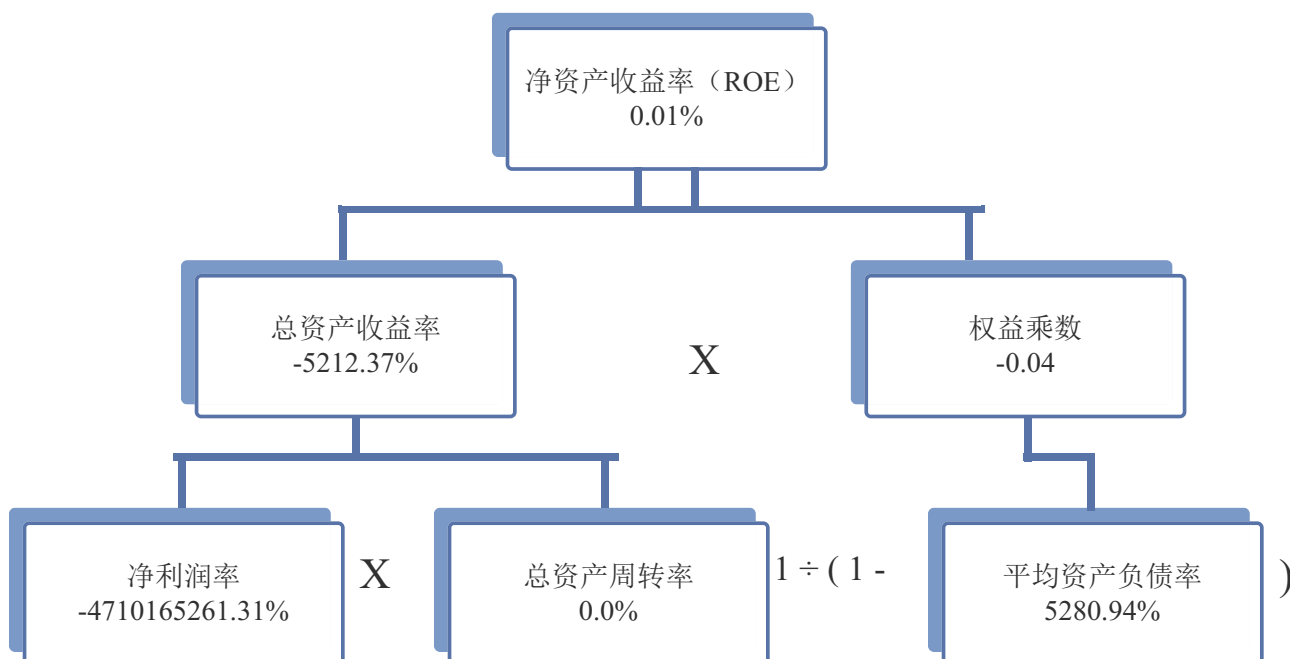 净资产收益率（ROE）
0.01%
总资产收益率
-5212.37%
X
权益乘数
-0.04
净利润率
-4710165261.31%
X
总资产周转率
0.0%
1 ÷ ( 1 -
平均资产负债率
5280.94%
)